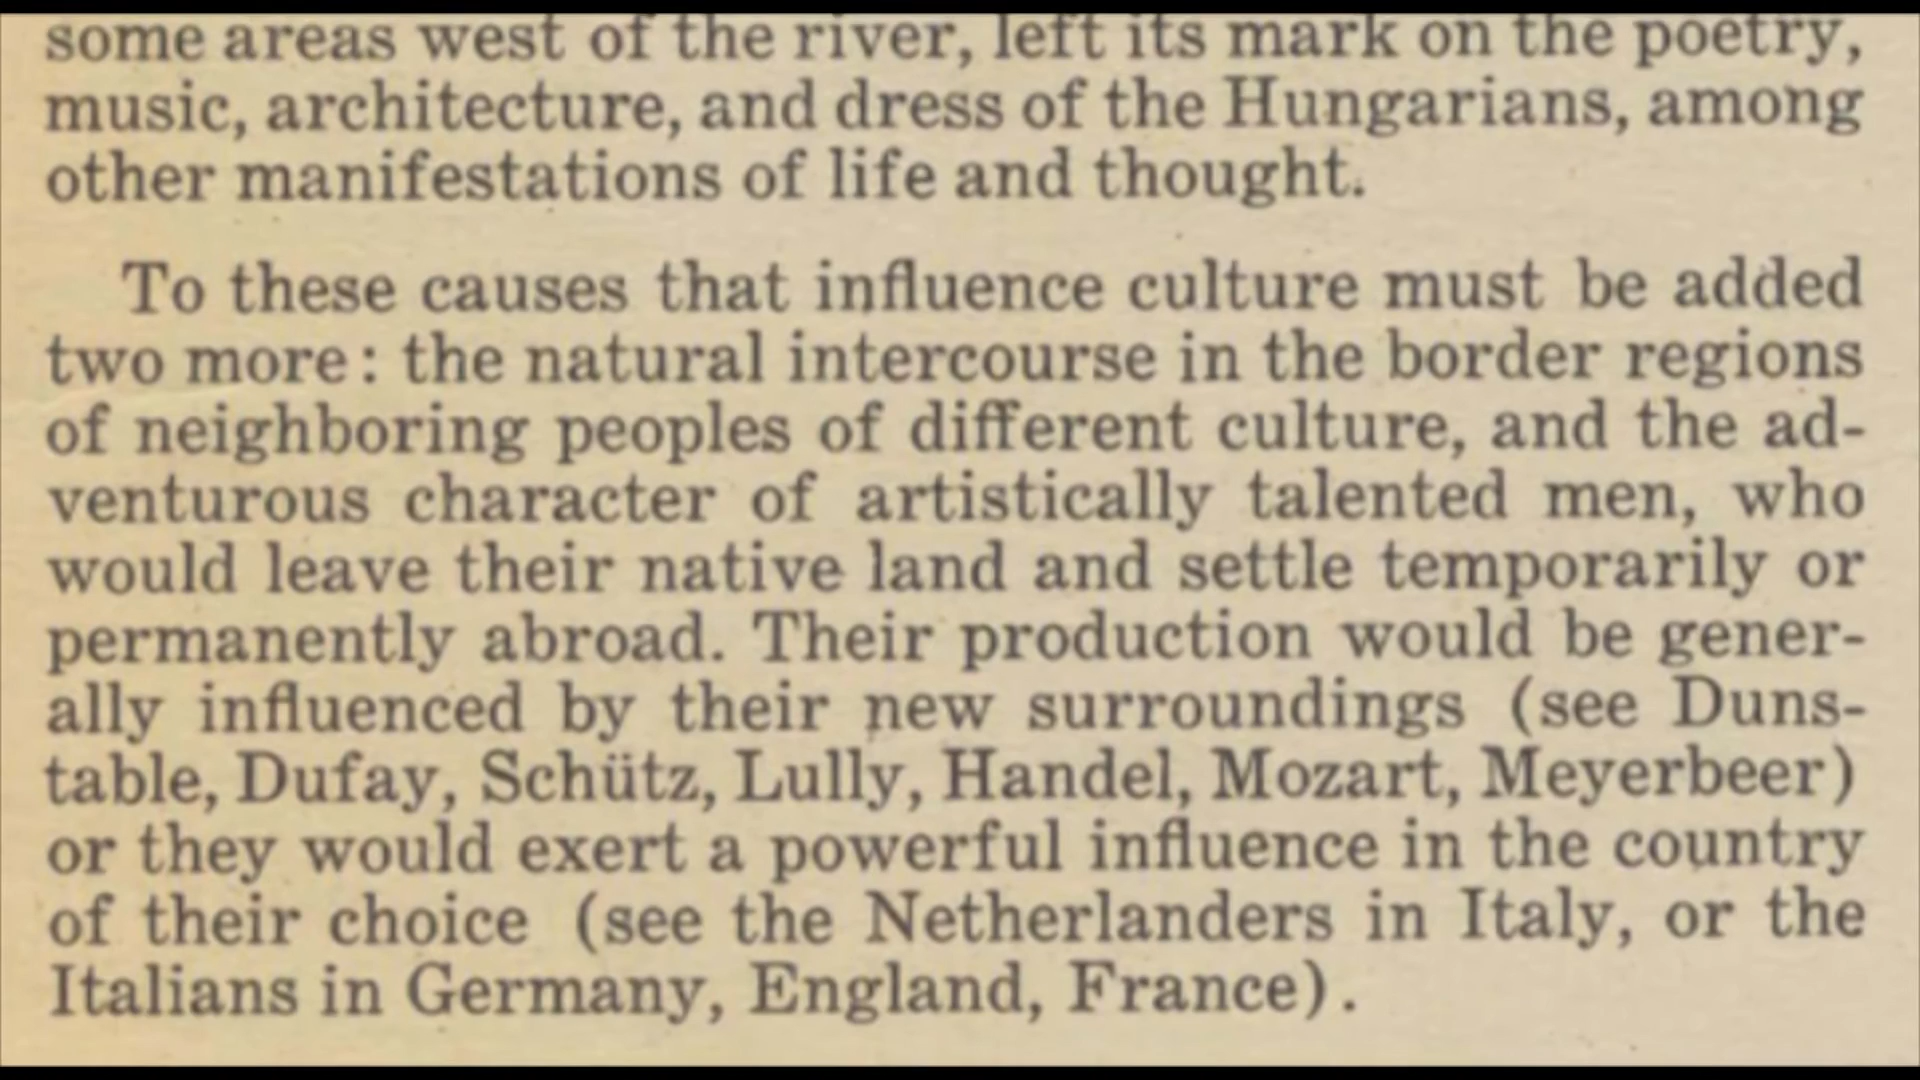 some areas west of the river, left its mark on the poetry,
music, architecture, and dress of the Hungarians, among
other manifestations of life and thought.
To these causes that influence culture must be added
two more: the natural intercourse in the border regions
of neighboring peoples of different culture, and the ad-
venturous character of artistically talented men, who
would leave their native land and settle temporarily or
permanently abroad. Their production would be gener-
ally influenced by their new surroundings (see Duns-
table, Dufay, Schütz, Lully, Handel, Mozart, Meyerbeer)
or they would exert a powerful influence in the country
of their choice (see the Netherlanders in Italy, or the
Italians in Germany, England, France).